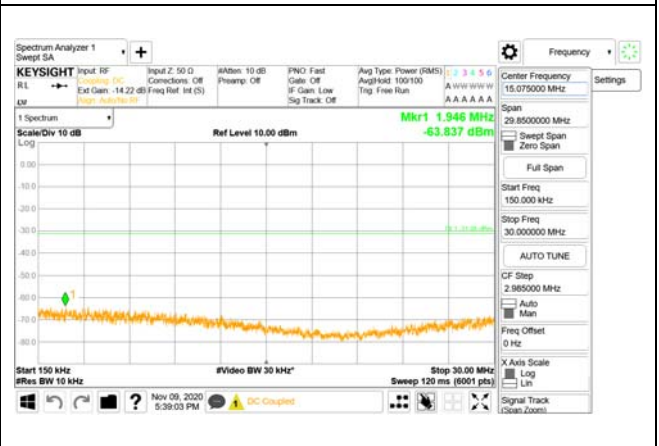 Spectrum Analyzer 1
Swept SA
+
Frequency
KEYSIGHT Input: RF
RL
Coupling: DC
Ext Gain: -14.22 dB
Align: Auto/No RF
Input Z: 50 Ω
Corrections: Off
Freq Ref: Int (S)
#Atten: 10 dB
Preamp: Off
PNO: Fast
Gate: Off
IF Gain: Low
Sig Track: Off
Avg Type: Power (RMS)
Avg|Hold: 100/100
Trig: Free Run
1 2 3 4 5 6
A W W W W W
A A A A A A
Center Frequency
15.075000 MHz
Settings
1 Spectrum
Scale/Div 10 dB
Log
Ref Level 10.00 dBm
Mkr1 1.946 MHz
-63.837 dBm
Span
29.8500000 MHz
Swept Span
Zero Span
Full Span
Start Freq
150.000 kHz
Stop Freq
30.000000 MHz
AUTO TUNE
CF Step
2.985000 MHz
Auto
Man
Freq Offset
0 Hz
X Axis Scale
Log
Lin
Signal Track
(Span Zoom)
0.00
-10.0
-20.0
-30.0
-40.0
-50.0
-60.0
-70.0
-80.0
1
Start 150 kHz
#Res BW 10 kHz
#Video BW 30 kHz*
Stop 30.00 MHz
Sweep 120 ms (6001 pts)
?
Nov 09, 2020
5:39:03 PM
DC Coupled